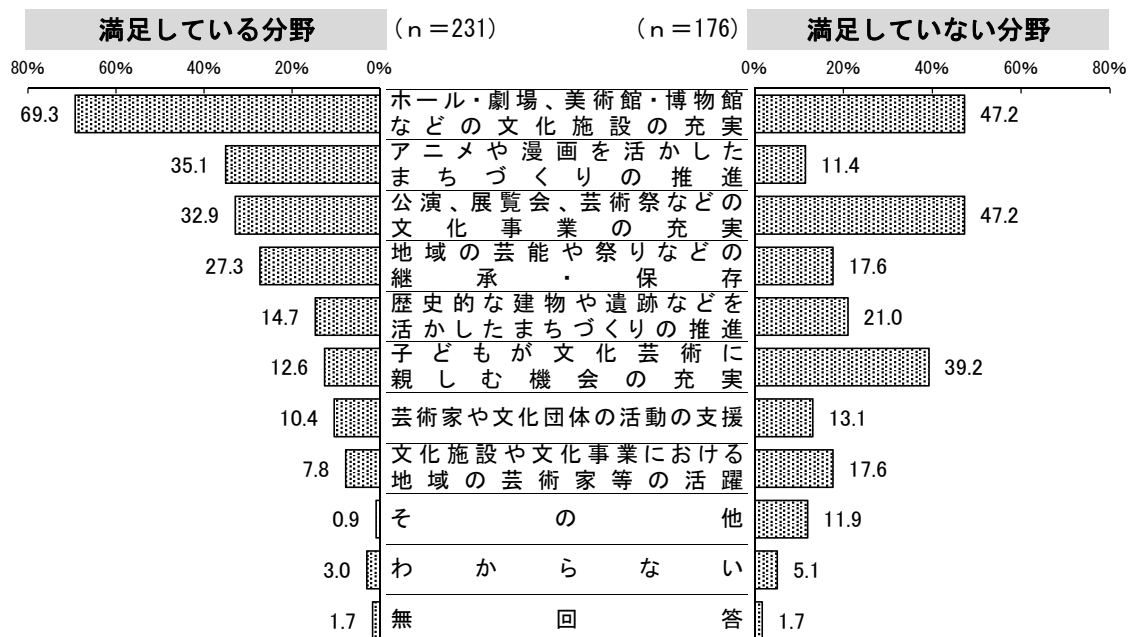 満足している分野 （ｎ＝231） （ｎ＝176） 満足していない分野
80% 60% 40% 20% 0% 0% 20% 40% 60% 80%
69.3 ホール・劇場、美術館・博物館 47.2
などの文化施設の充実
35.1 アニメや漫画を活かした 11.4
まちづくりの推進
32.9 公演、展覧会、芸術祭などの 47.2
文化事業の充実
27.3 地域の芸能や祭りなどの 17.6
継承・保存
14.7 歴史的な建物や遺跡などを 21.0
活かしたまちづくりの推進
12.6 子どもが文化芸術に 39.2
親しむ機会の充実
10.4 芸術家や文化団体の活動の支援 13.1
7.8 文化施設や文化事業における 17.6
地域の芸術家等の活躍
0.9 その他 11.9
3.0 わからない 5.1
1.7 無回答 1.7